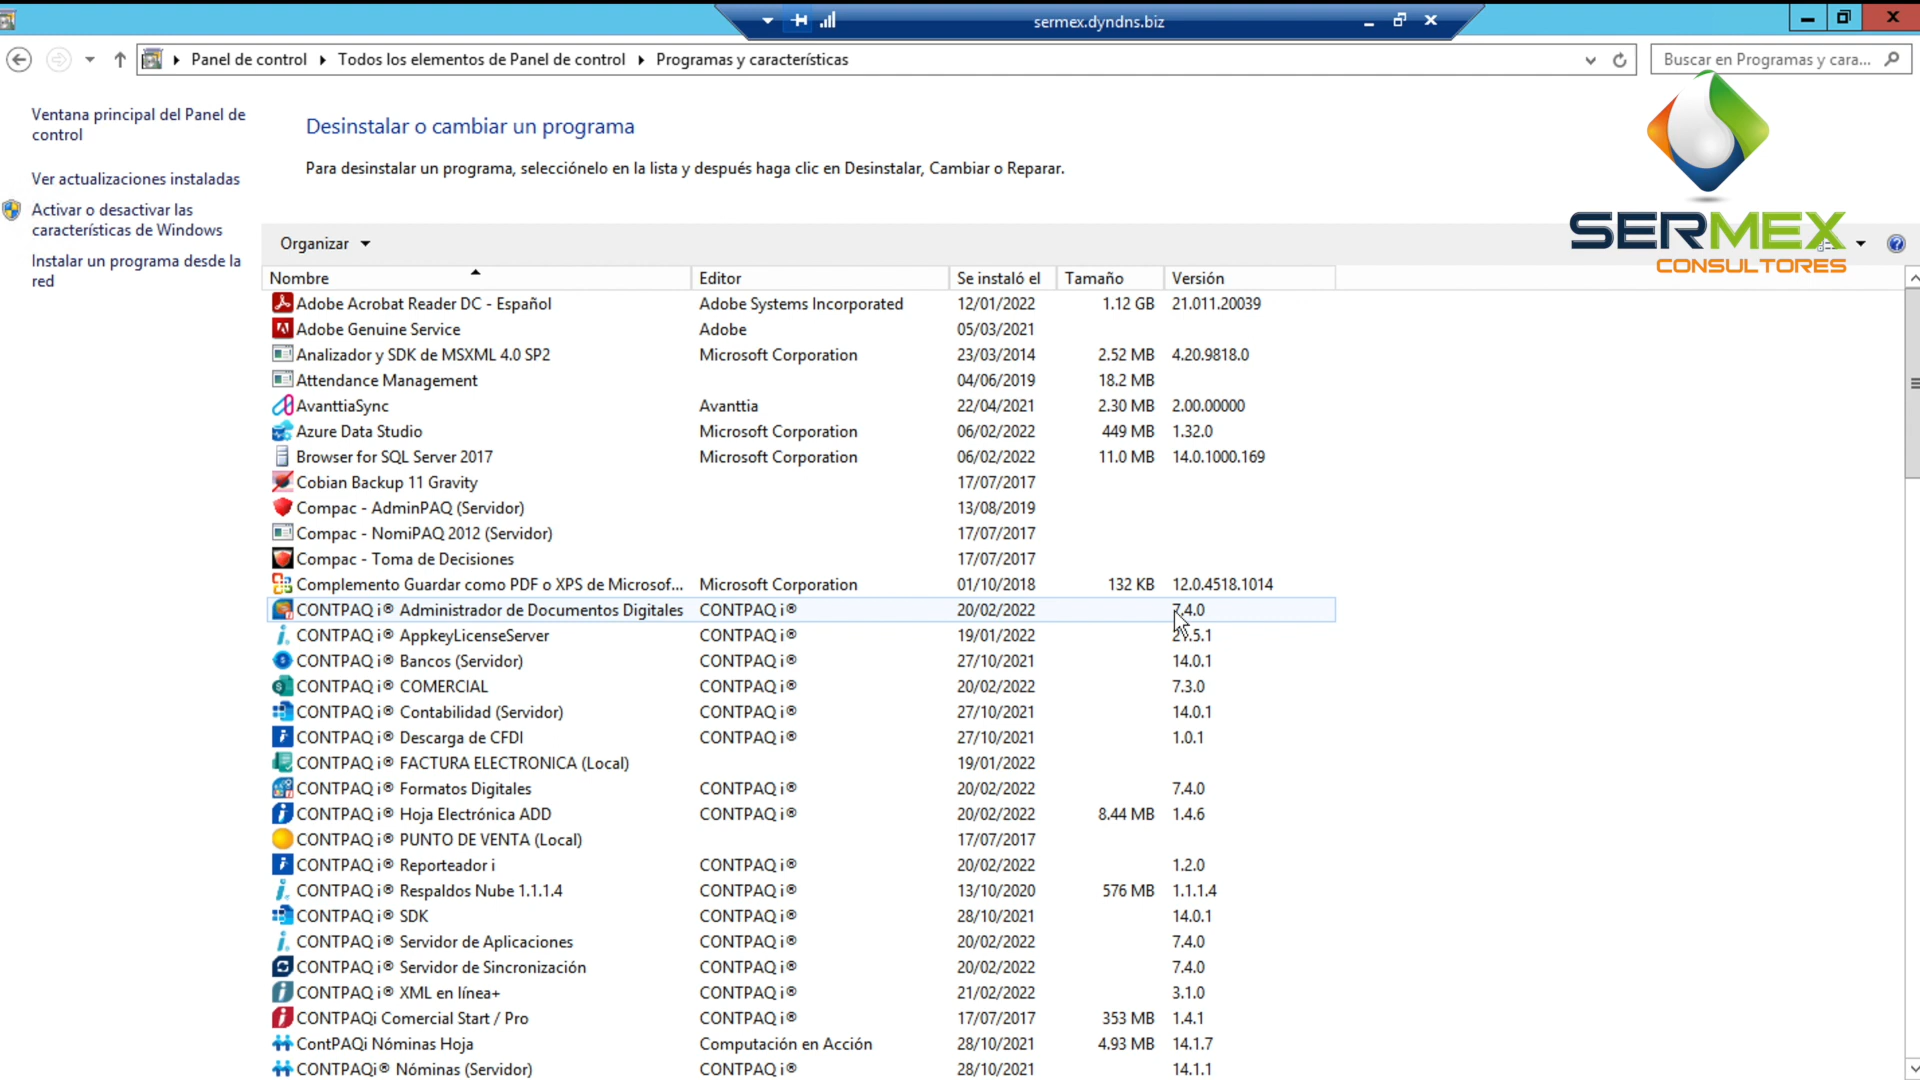 sermex.dyndns.biz
Panel de control Todos los elementos de Panel de control Programas y características
Buscar en Programas y cara...
Ventana principal del Panel de
control
Ver actualizaciones instaladas
Activar o desactivar las
características de Windows
Instalar un programa desde la
red
Desinstalar o cambiar un programa
Para desinstalar un programa, selecciónelo en la lista y después haga clic en Desinstalar, Cambiar o Reparar.
SERMEX
CONSULTORES
Organizar
Nombre Editor Se instaló el Tamaño Versión
Adobe Acrobat Reader DC - Español Adobe Systems Incorporated 12/01/2022 1.12 GB 21.011.20039
Adobe Genuine Service Adobe 05/03/2021
Analizador y SDK de MSXML 4.0 SP2 Microsoft Corporation 23/03/2014 2.52 MB 4.20.9818.0
Attendance Management 04/06/2019 18.2 MB
AvanttiaSync Avanttia 22/04/2021 2.30 MB 2.00.00000
Azure Data Studio Microsoft Corporation 06/02/2022 449 MB 1.32.0
Browser for SQL Server 2017 Microsoft Corporation 06/02/2022 11.0 MB 14.0.1000.169
Cobian Backup 11 Gravity 17/07/2017
Compac - AdminPAQ (Servidor) 13/08/2019
Compac - NomiPAQ 2012 (Servidor) 17/07/2017
Compac - Toma de Decisiones 17/07/2017
Complemento Guardar como PDF o XPS de Microsof... Microsoft Corporation 01/10/2018 132 KB 12.0.4518.1014
CONTPAQ i® Administrador de Documentos Digitales CONTPAQ i® 20/02/2022 7.4.0
CONTPAQ i® AppkeyLicenseServer CONTPAQ i® 19/01/2022
CONTPAQ i® Bancos (Servidor) CONTPAQ i® 27/10/2021 14.0.1
CONTPAQ i® COMERCIAL CONTPAQ i® 20/02/2022 7.3.0
CONTPAQ i® Contabilidad (Servidor) CONTPAQ i® 27/10/2021 14.0.1
CONTPAQ i® Descarga de CFDI CONTPAQ i® 27/10/2021 1.0.1
CONTPAQ i® FACTURA ELECTRONICA (Local) 19/01/2022
CONTPAQ i® Formatos Digitales CONTPAQ i® 20/02/2022 7.4.0
CONTPAQ i® Hoja Electrónica ADD CONTPAQ i® 20/02/2022 8.44 MB 1.4.6
CONTPAQ i® PUNTO DE VENTA (Local) 17/07/2017
CONTPAQ i® Reporteador i CONTPAQ i® 20/02/2022 1.2.0
CONTPAQ i® Respaldos Nube 1.1.1.4 CONTPAQ i® 13/10/2020 576 MB 1.1.1.4
CONTPAQ i® SDK CONTPAQ i® 28/10/2021 14.0.1
CONTPAQ i® Servidor de Aplicaciones CONTPAQ i® 20/02/2022 7.4.0
CONTPAQ i® Servidor de Sincronización CONTPAQ i® 20/02/2022 7.4.0
CONTPAQ i® XML en línea+ CONTPAQ i® 21/02/2022 3.1.0
CONTPAQi Comercial Start / Pro CONTPAQ i® 17/07/2017 353 MB 1.4.1
ContPAQi Nóminas Hoja Computación en Acción 28/10/2021 4.93 MB 14.1.7
CONTPAQi® Nóminas (Servidor) CONTPAQ i® 28/10/2021 14.1.1